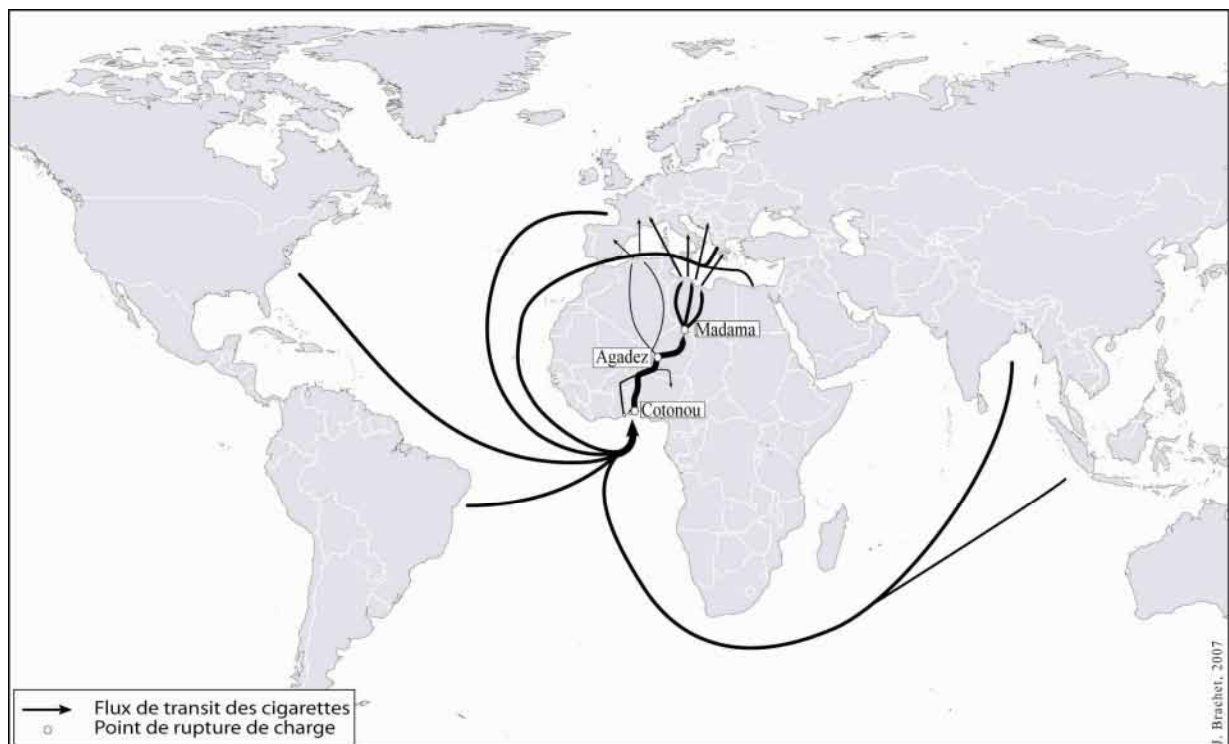 Madama
Agadez
Cotonou
Flux de transit des cigarettes
Point de rupture de charge
J. Brachet, 2007